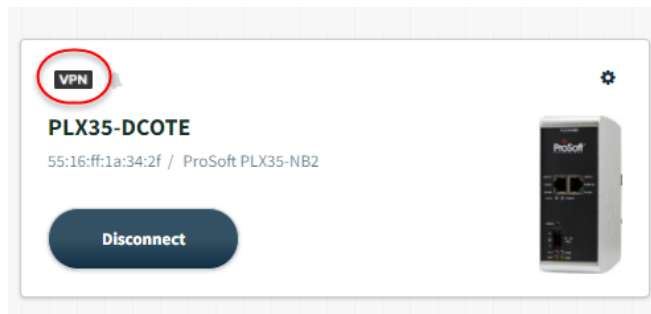 VPN
PLX35-DCOTE
55:16:ff:1a:34:2f / ProSoft PLX35-NB2
ProSoft
Disconnect